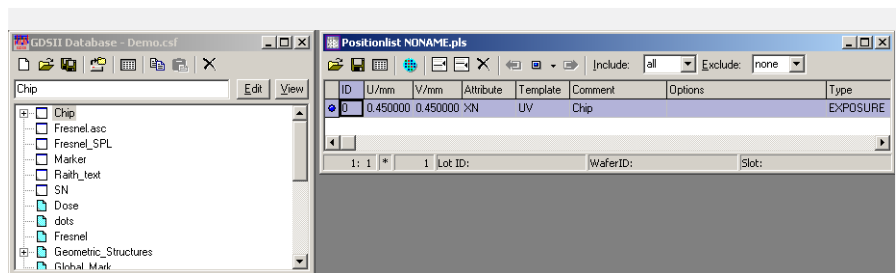 GDSII Database - Demo.csf
Chip
Edit
View
Chip
Fresnel.asc
Fresnel_SPL
Marker
Raith_text
SN
Dose
dots
Fresnel
Geometric_Structures
Global_Mark
Positionlist NONAME.pls
Include: all Exclude: none
ID U/mm V/mm Attribute Template Comment Options Type
0 0.450000 0.450000 XN UV Chip EXPOSURE
1: 1 * 1 Lot ID: WaferID: Slot: